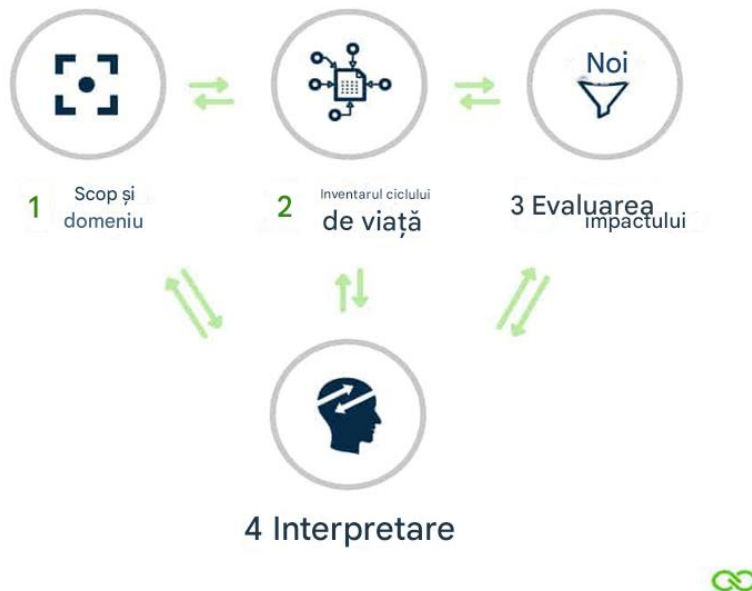 Noi
1 Scop și
domeniu
2 Inventarul ciclului
de viață
3 Evaluarea
impactului
4 Interpretare